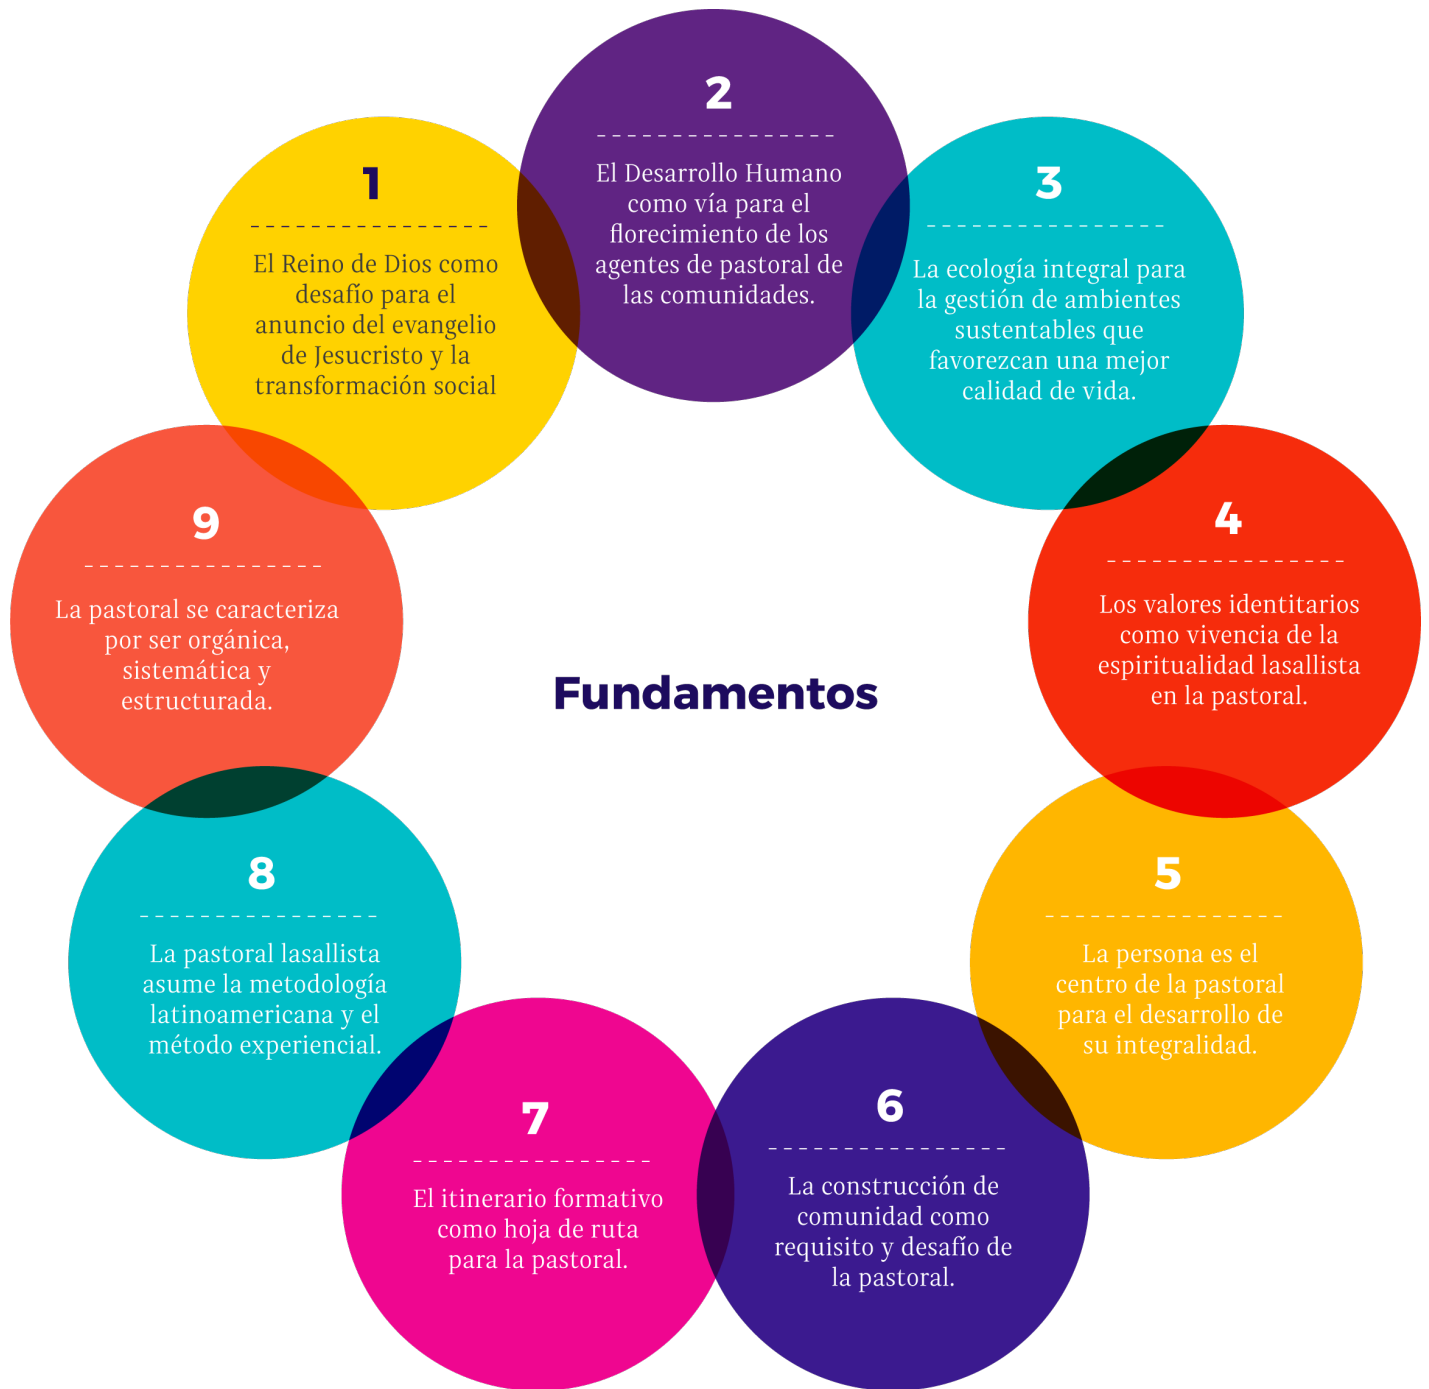 1
El Reino de Dios como
desafío para el
anuncio del evangelio
de Jesucristo y la
transformación social
2
El Desarrollo Humano
como vía para el
florecimiento de los
agentes de pastoral de
las comunidades.
3
La ecología integral para
la gestión de ambientes
sustentables que
favorezcan una mejor
calidad de vida.
4
Los valores identitarios
como vivencia de la
espiritualidad lasallista
en la pastoral.
5
La persona es el
centro de la pastoral
para el desarrollo de
su integralidad.
6
La construcción de
comunidad como
requisito y desafío de
la pastoral.
7
El itinerario formativo
como hoja de ruta
para la pastoral.
8
La pastoral lasallista
asume la metodología
latinoamericana y el
método experiencial.
9
La pastoral se caracteriza
por ser orgánica,
sistemática y
estructurada.
Fundamentos